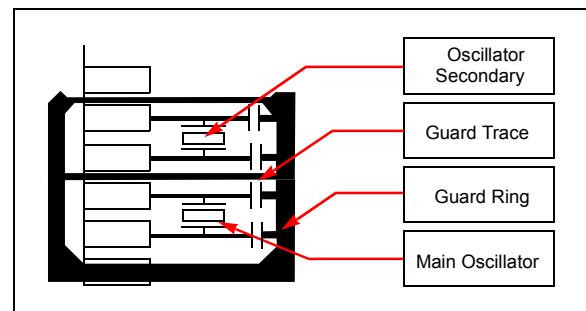 Oscillator
Secondary
Guard Trace
Guard Ring
Main Oscillator